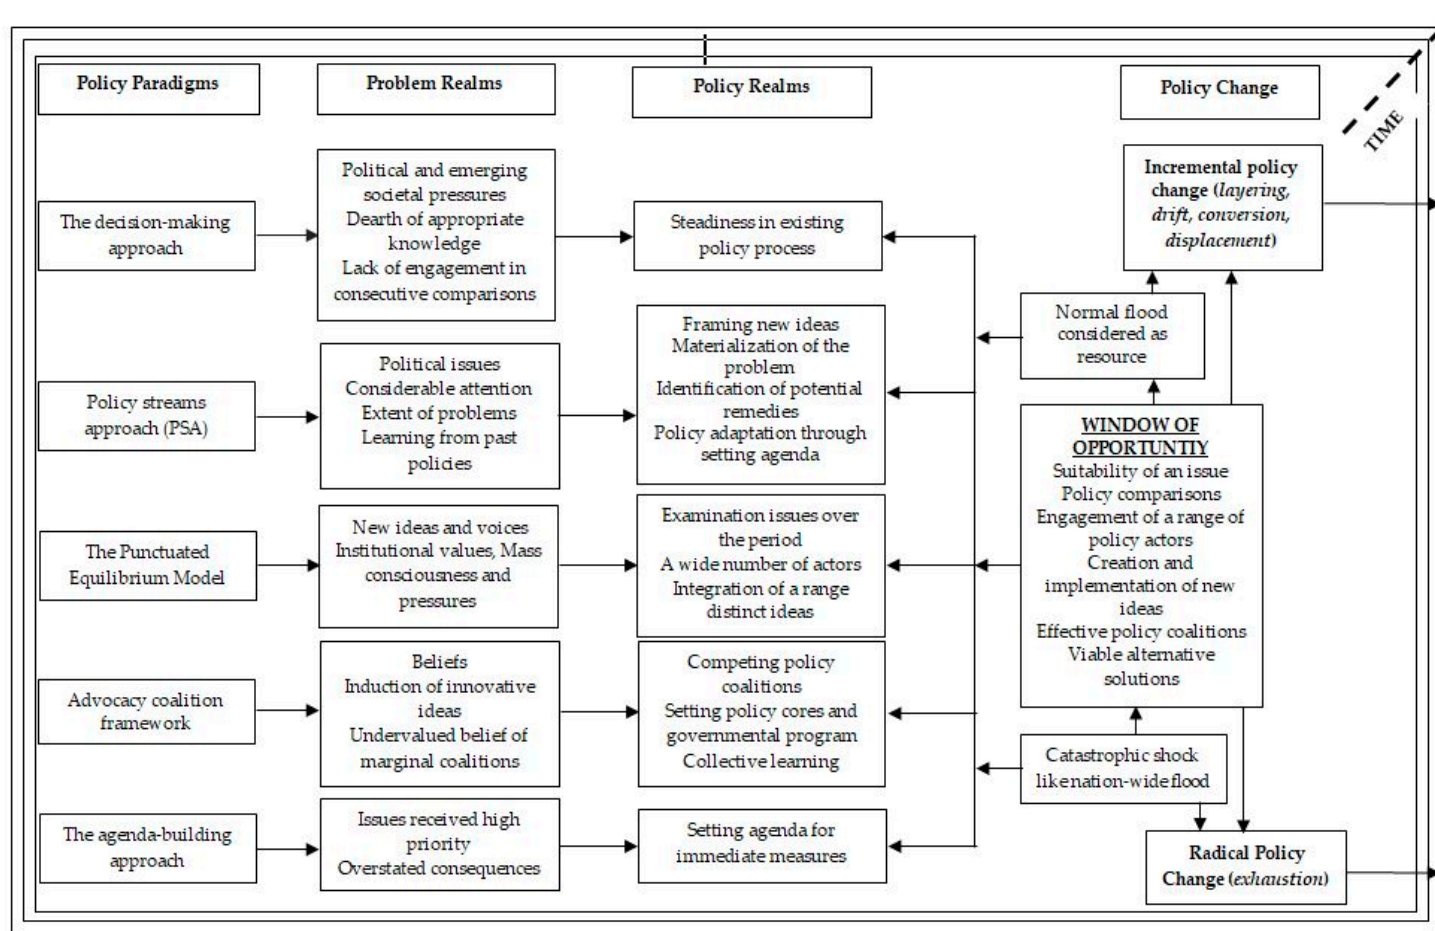 Policy Paradigms
Problem Realms
Policy Realms
Policy Change
TIME
The decision-making
approach
Political and emerging
societal pressures
Dearth of appropriate
knowledge
Lack of engagement in
consecutive comparisons
Steadiness in existing
policy process
Incremental policy
change (layering,
drift, conversion,
displacement)
Policy streams
approach (PSA)
Political issues
Considerable attention
Extent of problems
Learning from past
policies
Framing new ideas
Materialization of the
problem
Identification of potential
remedies
Policy adaptation through
setting agenda
Normal flood
considered as
resource
The Punctuated
Equilibrium Model
New ideas and voices
Institutional values, Mass
consciousness and
pressures
Examination issues over
the period
A wide number of actors
Integration of a range
distinct ideas
WINDOW OF
OPPORTUNTIY
Suitability of an issue
Policy comparisons
Engagement of a range of
policy actors
Creation and
implementation of new
ideas
Effective policy coalitions
Viable alternative
solutions
Advocacy coalition
framework
Beliefs
Induction of innovative
ideas
Undervalued belief of
marginal coalitions
Competing policy
coalitions
Setting policy cores and
governmental program
Collective learning
Catastrophic shock
like nation-wide flood
The agenda-building
approach
Issues received high
priority
Overstated consequences
Setting agenda for
immediate measures
Radical Policy
Change (exhaustion)